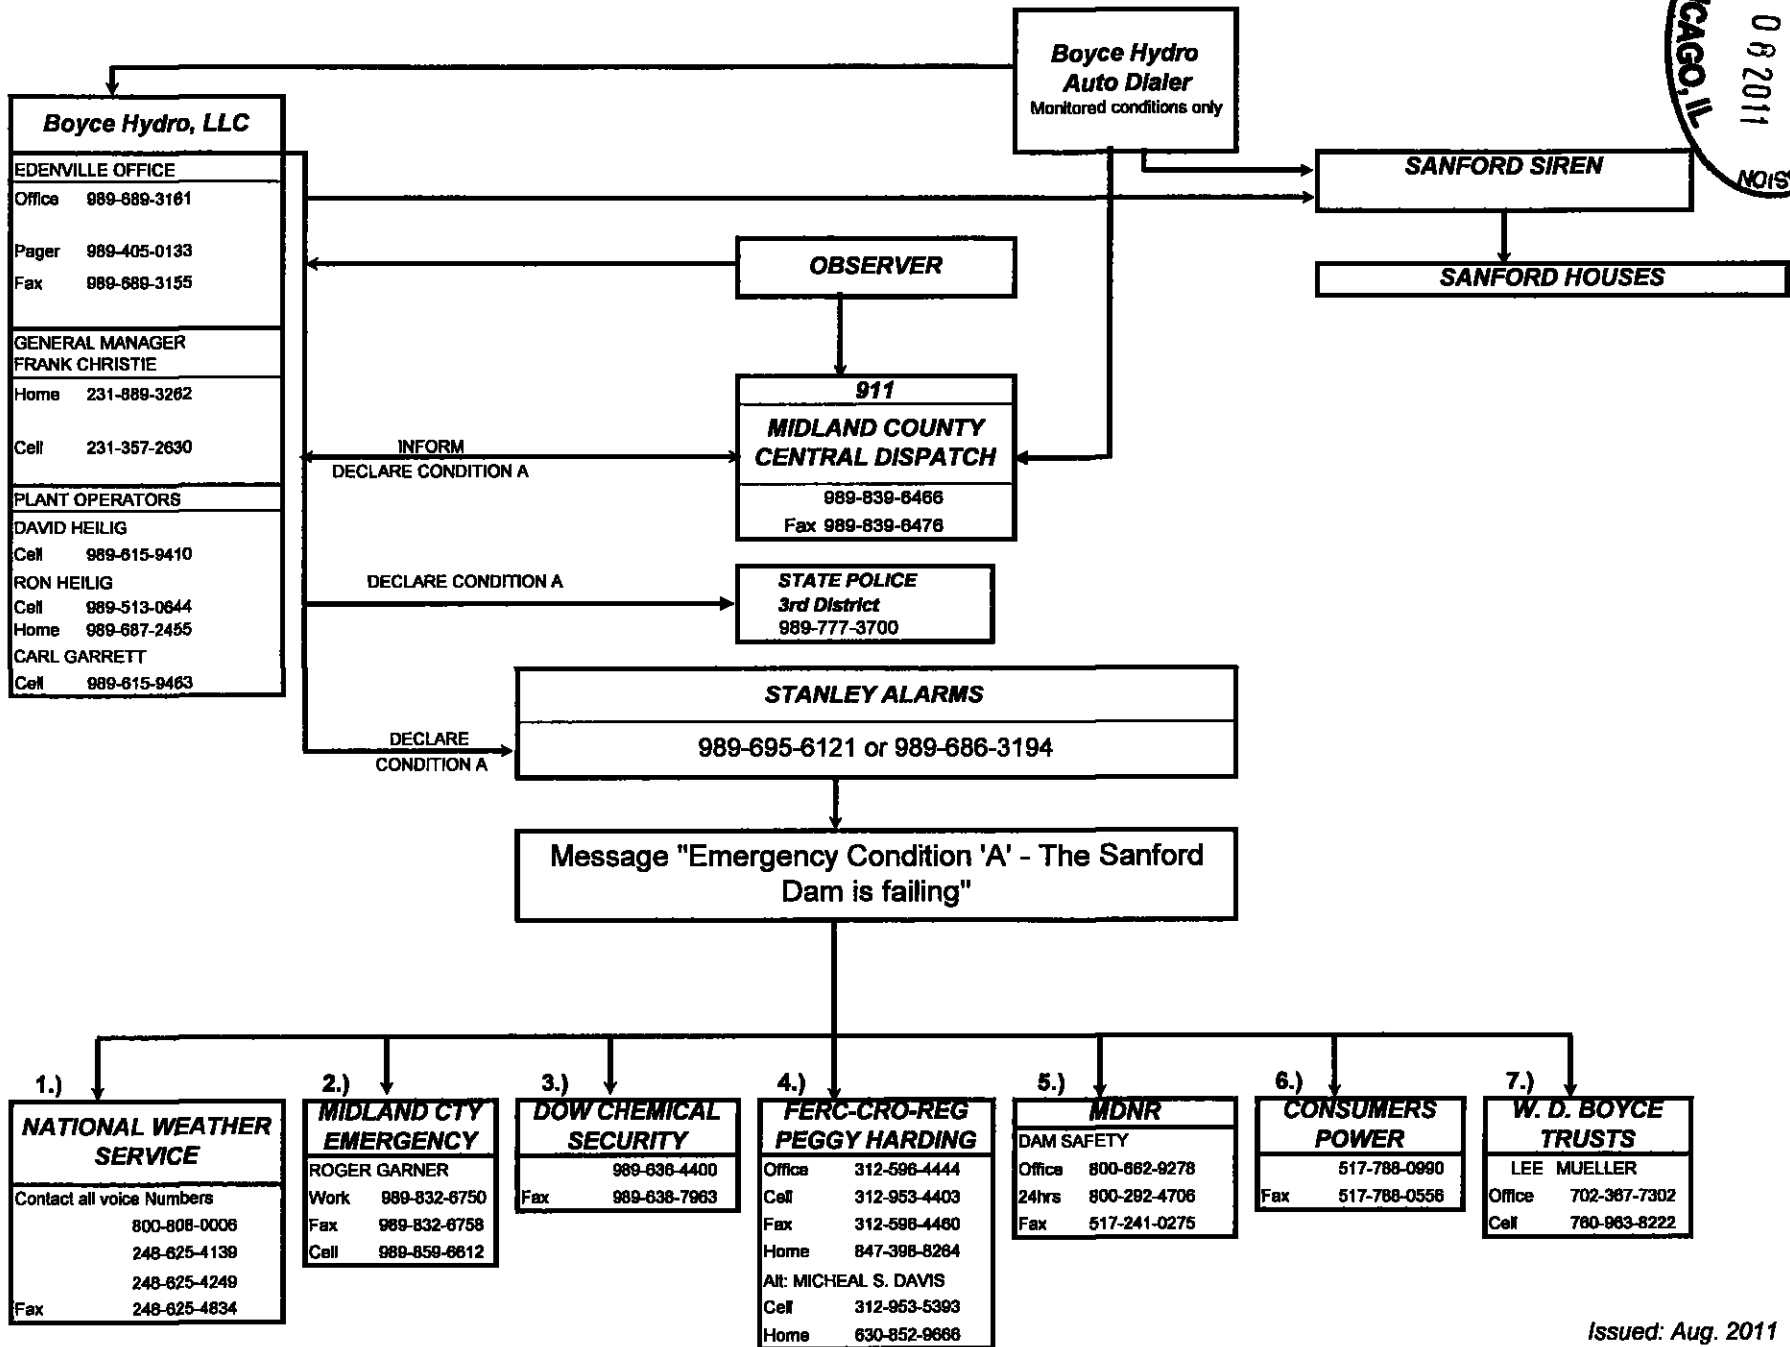 Boyce Hydro
Auto Dialer
Monitored conditions only
08 2011
CAGO, IL
SION
Boyce Hydro, LLC
EDENVILLE OFFICE
Office 989-689-3161
Pager 989-405-0133
Fax 989-689-3155
GENERAL MANAGER
FRANK CHRISTIE
Home 231-889-3262
Cell 231-357-2630
PLANT OPERATORS
DAVID HEILIG
Cell 989-615-9410
RON HEILIG
Cell 989-513-0644
Home 989-687-2455
CARL GARRETT
Cell 989-615-9463
SANFORD SIREN
SANFORD HOUSES
OBSERVER
911
MIDLAND COUNTY
CENTRAL DISPATCH
989-839-6466
Fax 989-839-6476
INFORM
DECLARE CONDITION A
DECLARE CONDITION A
STATE POLICE
3rd District
989-777-3700
DECLARE
CONDITION A
STANLEY ALARMS
989-695-6121 or 989-686-3194
Message "Emergency Condition 'A' - The Sanford
Dam is failing"
1.)
NATIONAL WEATHER
SERVICE
Contact all voice Numbers
800-808-0006
248-625-4139
248-625-4249
Fax 248-625-4834
2.)
MIDLAND CTY
EMERGENCY
ROGER GARNER
Work 989-832-6750
Fax 989-832-6758
Cell 989-859-6612
3.)
DOW CHEMICAL
SECURITY
989-636-4400
Fax 989-638-7963
4.)
FERC-CRO-REG
PEGGY HARDING
Office 312-596-4444
Cell 312-953-4403
Fax 312-596-4460
Home 847-398-8264
Alt: MICHEAL S. DAVIS
Cell 312-953-5393
Home 630-852-9666
5.)
MDNR
DAM SAFETY
Office 800-662-9278
24hrs 800-292-4706
Fax 517-241-0275
6.)
CONSUMERS
POWER
517-788-0990
Fax 517-788-0556
7.)
W. D. BOYCE
TRUSTS
LEE MUELLER
Office 702-367-7302
Cell 760-963-8222
Issued: Aug. 2011